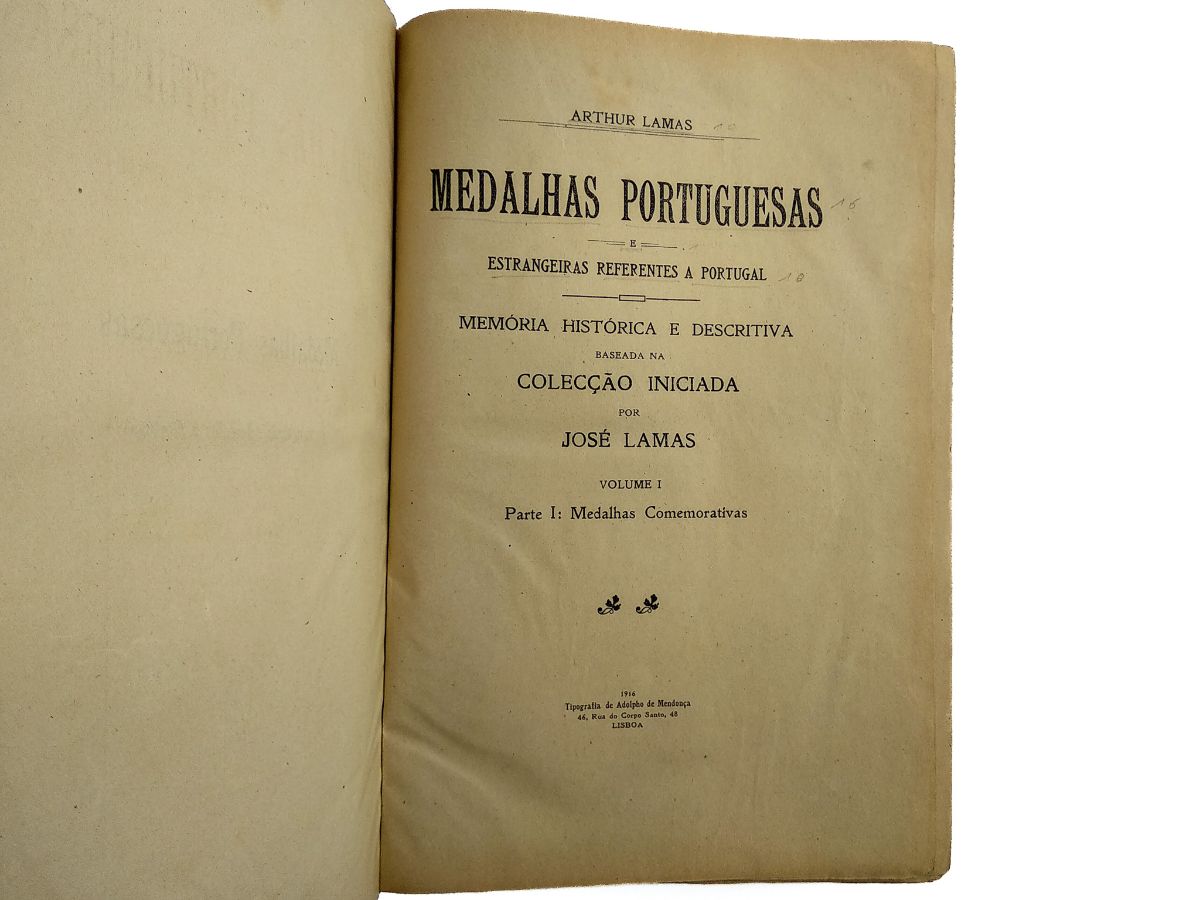 ARTHUR LAMAS
MEDALHAS PORTUGUESAS
E
ESTRANGEIRAS REFERENTES A PORTUGAL
MEMÓRIA HISTÓRICA E DESCRITIVA
BASEADA NA
COLECÇÃO INICIADA
POR
JOSÉ LAMAS
VOLUME I
Parte I: Medalhas Comemorativas
1916
Tipografia de Adolpho de Mendonça
46, Rua do Corpo Santo, 48
LISBOA